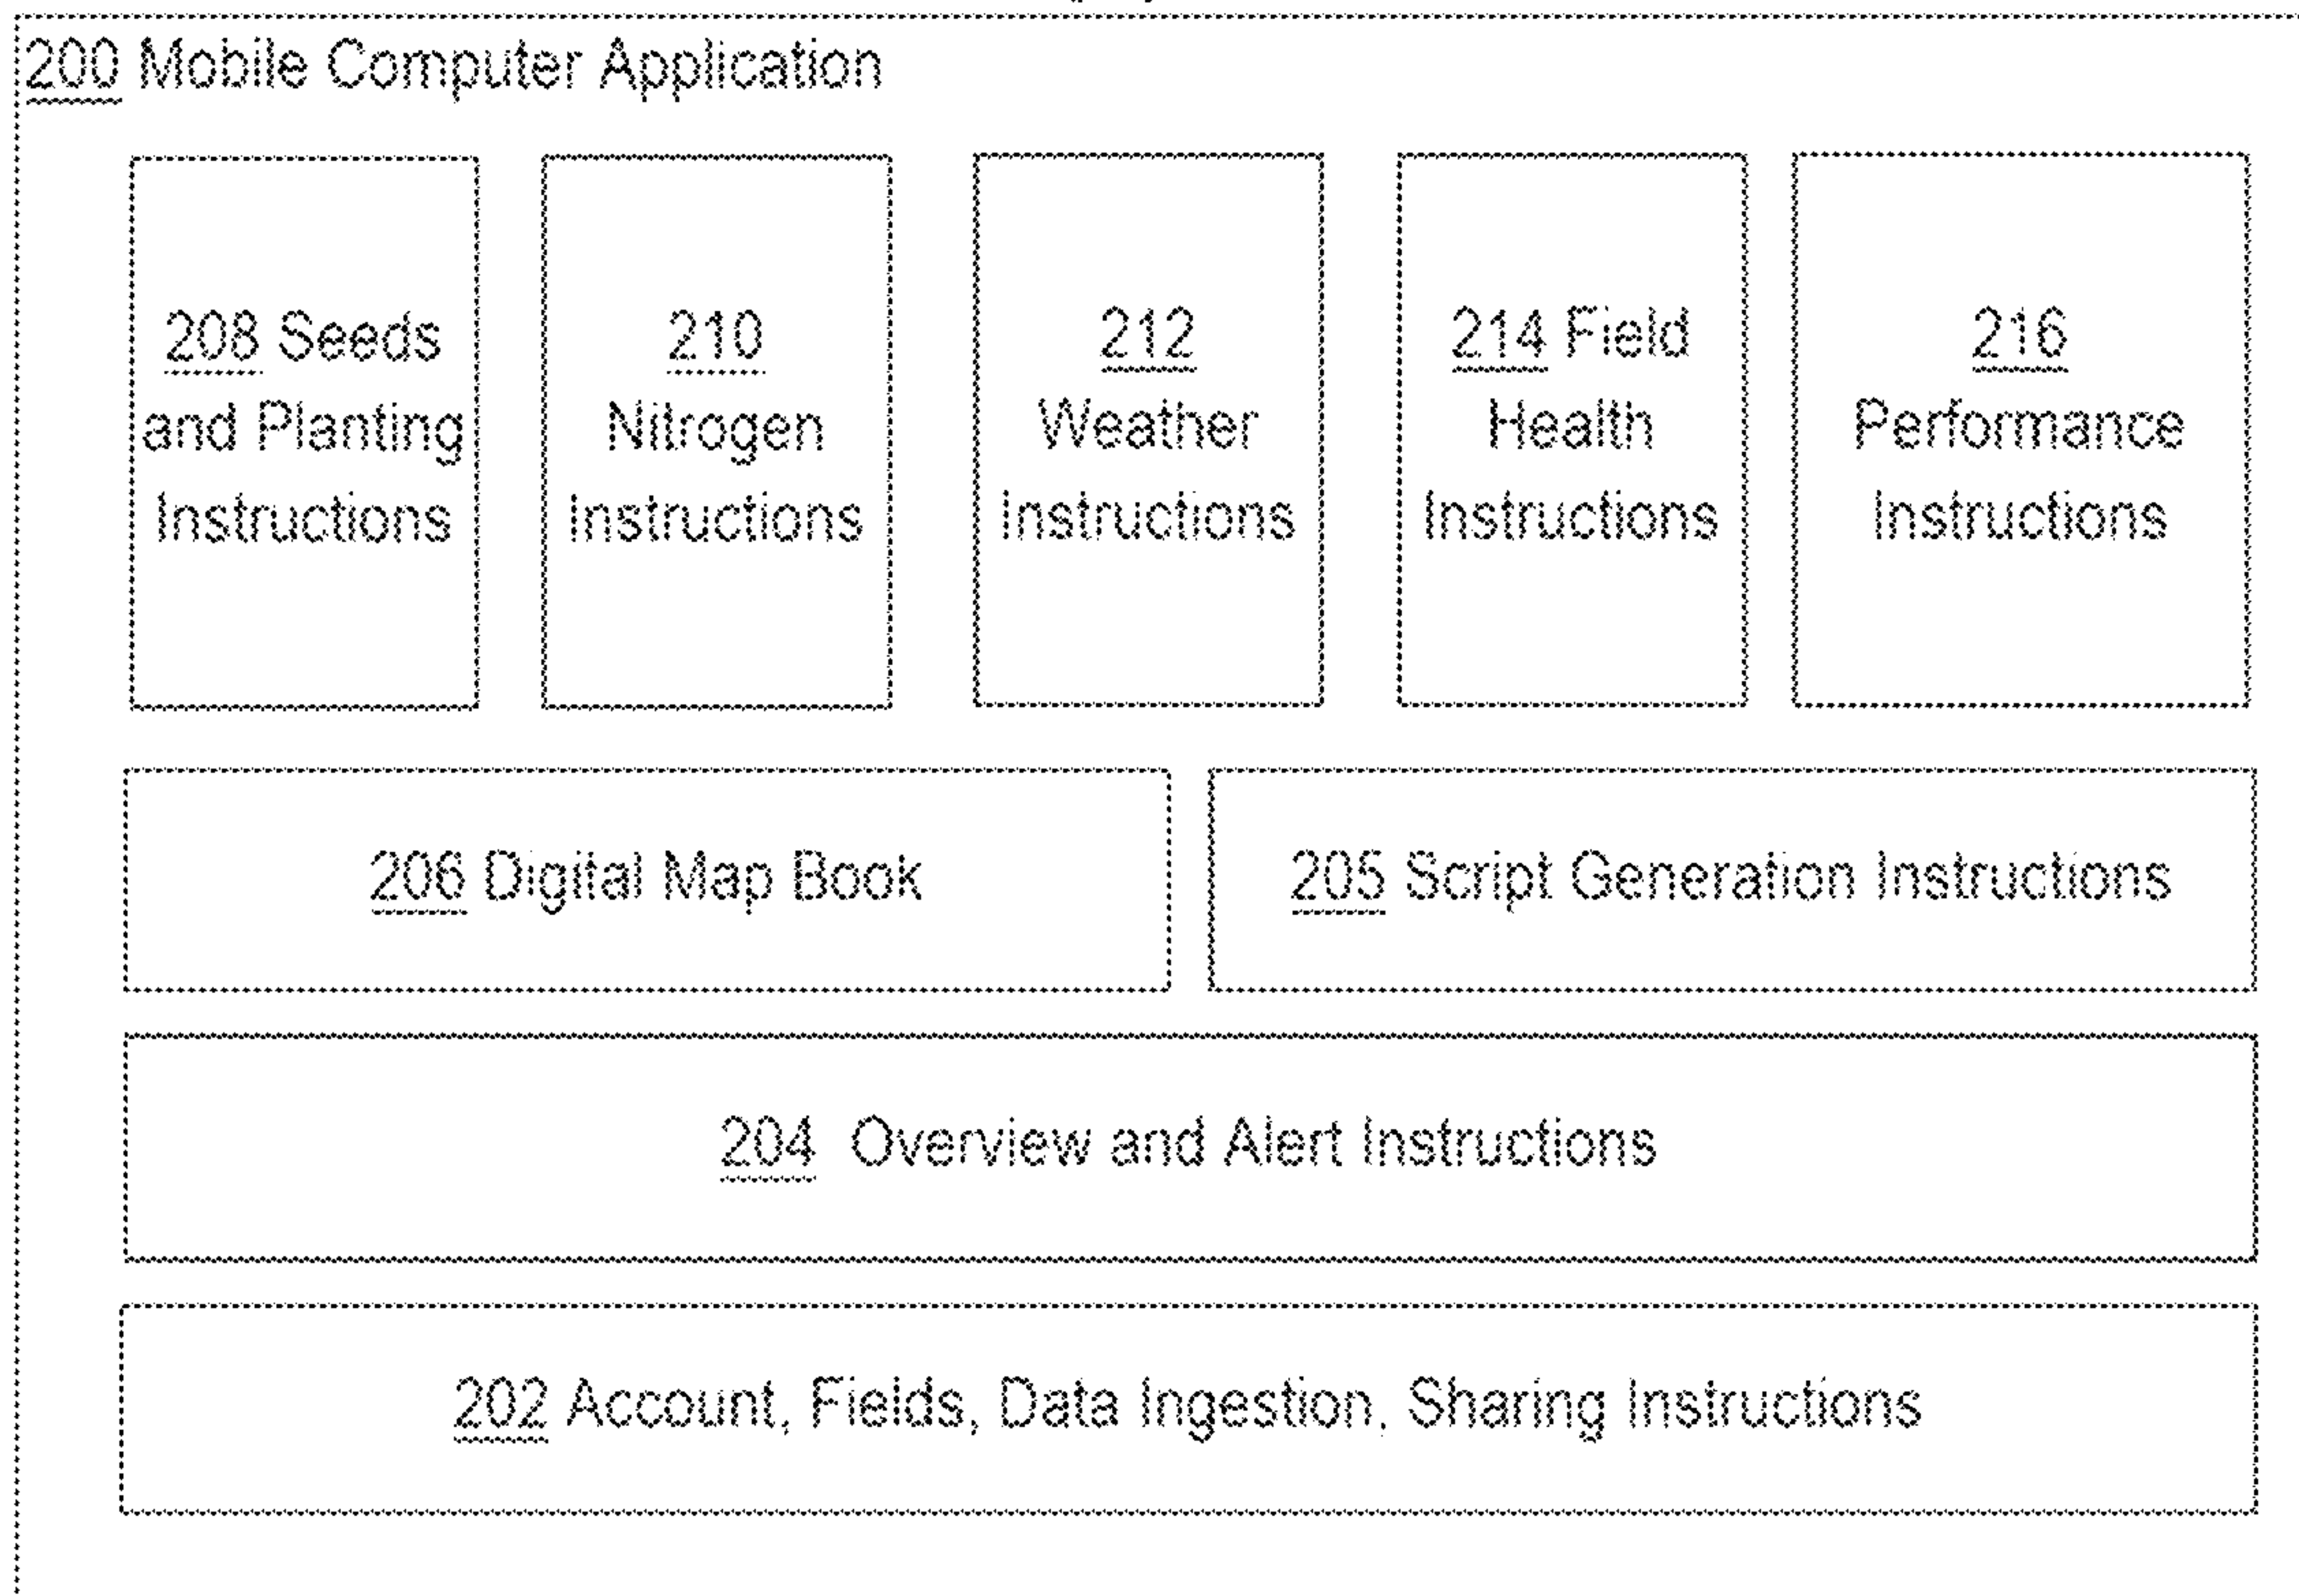 200 Mobile Computer Application
208 Seeds
and Planting
Instructions
210
Nitrogen
Instructions
212
Weather
Instructions
214 Field
Health
Instructions
216
Performance
Instructions
206 Digital Map Book
205 Script Generation Instructions
204 Overview and Alert Instructions
202 Account, Fields, Data Ingestion, Sharing Instructions